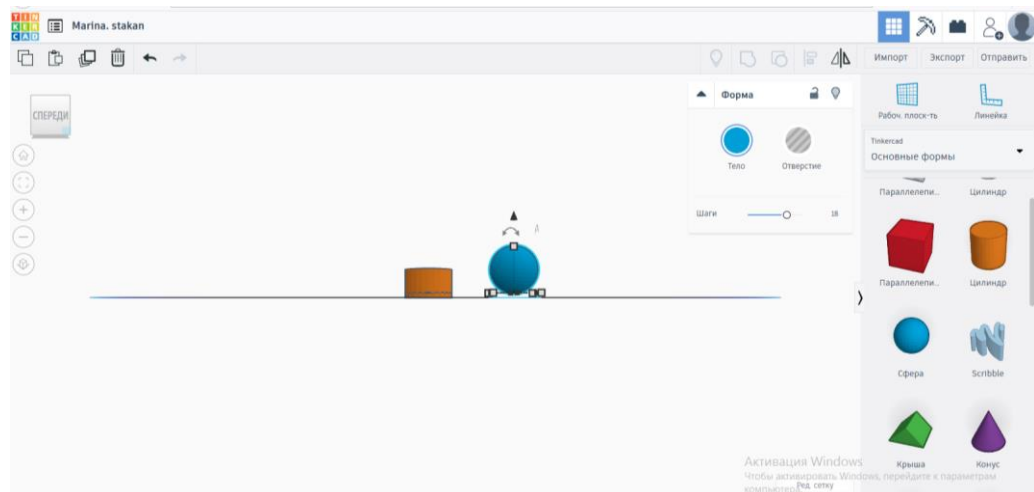 TIN
KER
CAD
Marina. stakan
Импорт
Экспорт
Отправить
СПЕРЕДИ
Форма
Тело
Отверстие
Шаги
18
Рабоч. плоск-ть
Линейка
Tinkercad
Основные формы
Параллелепи...
Цилиндр
Параллелепи...
Цилиндр
Сфера
Scribble
Крыша
Конус
Активация Windows
Чтобы активировать Windows, перейдите к параметрам
компьютера.
Ред. сетку